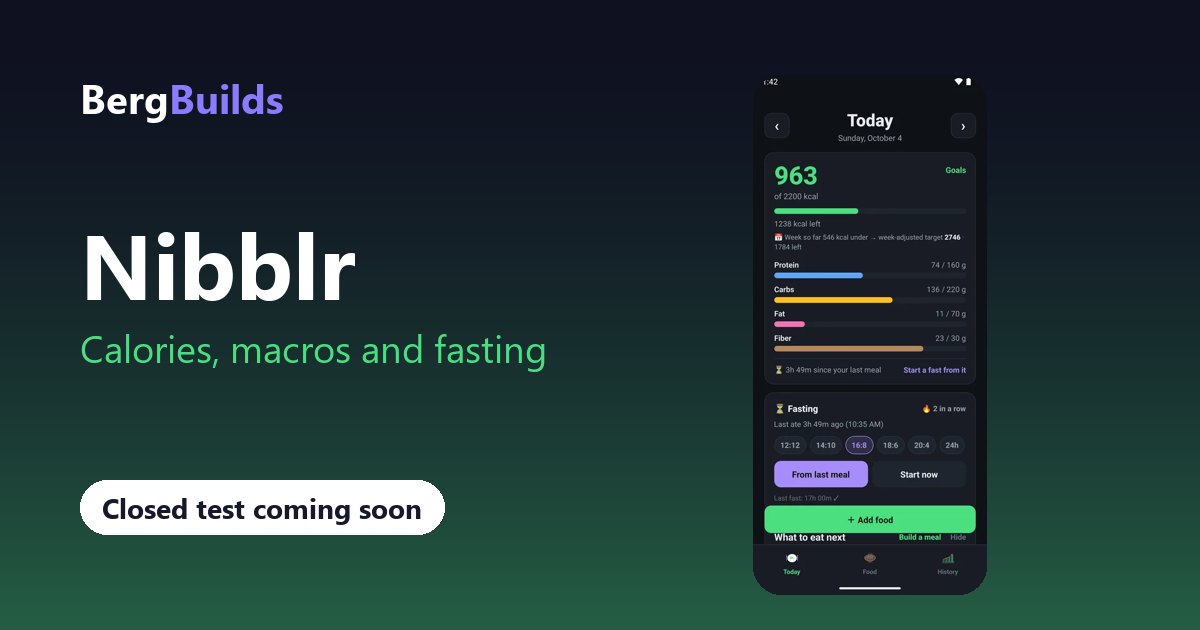 BergBuilds
Nibblr
Calories, macros and fasting
Closed test coming soon
:42
‹
Today
›
Sunday, October 4
963
Goals
of 2200 kcal
1238 kcal left
📅 Week so far 546 kcal under → week-adjusted target 2746 ·
1784 left
Protein 74 / 160 g
Carbs 136 / 220 g
Fat 11 / 70 g
Fiber 23 / 30 g
⏳ 3h 49m since your last meal Start a fast from it
⏳ Fasting 🔥 2 in a row
Last ate 3h 49m ago (10:35 AM)
12:12 14:10 16:8 18:6 20:4 24h
From last meal Start now
Last fast: 17h 00m ✓
+ Add food
What to eat next Build a meal Hide
Today Food History